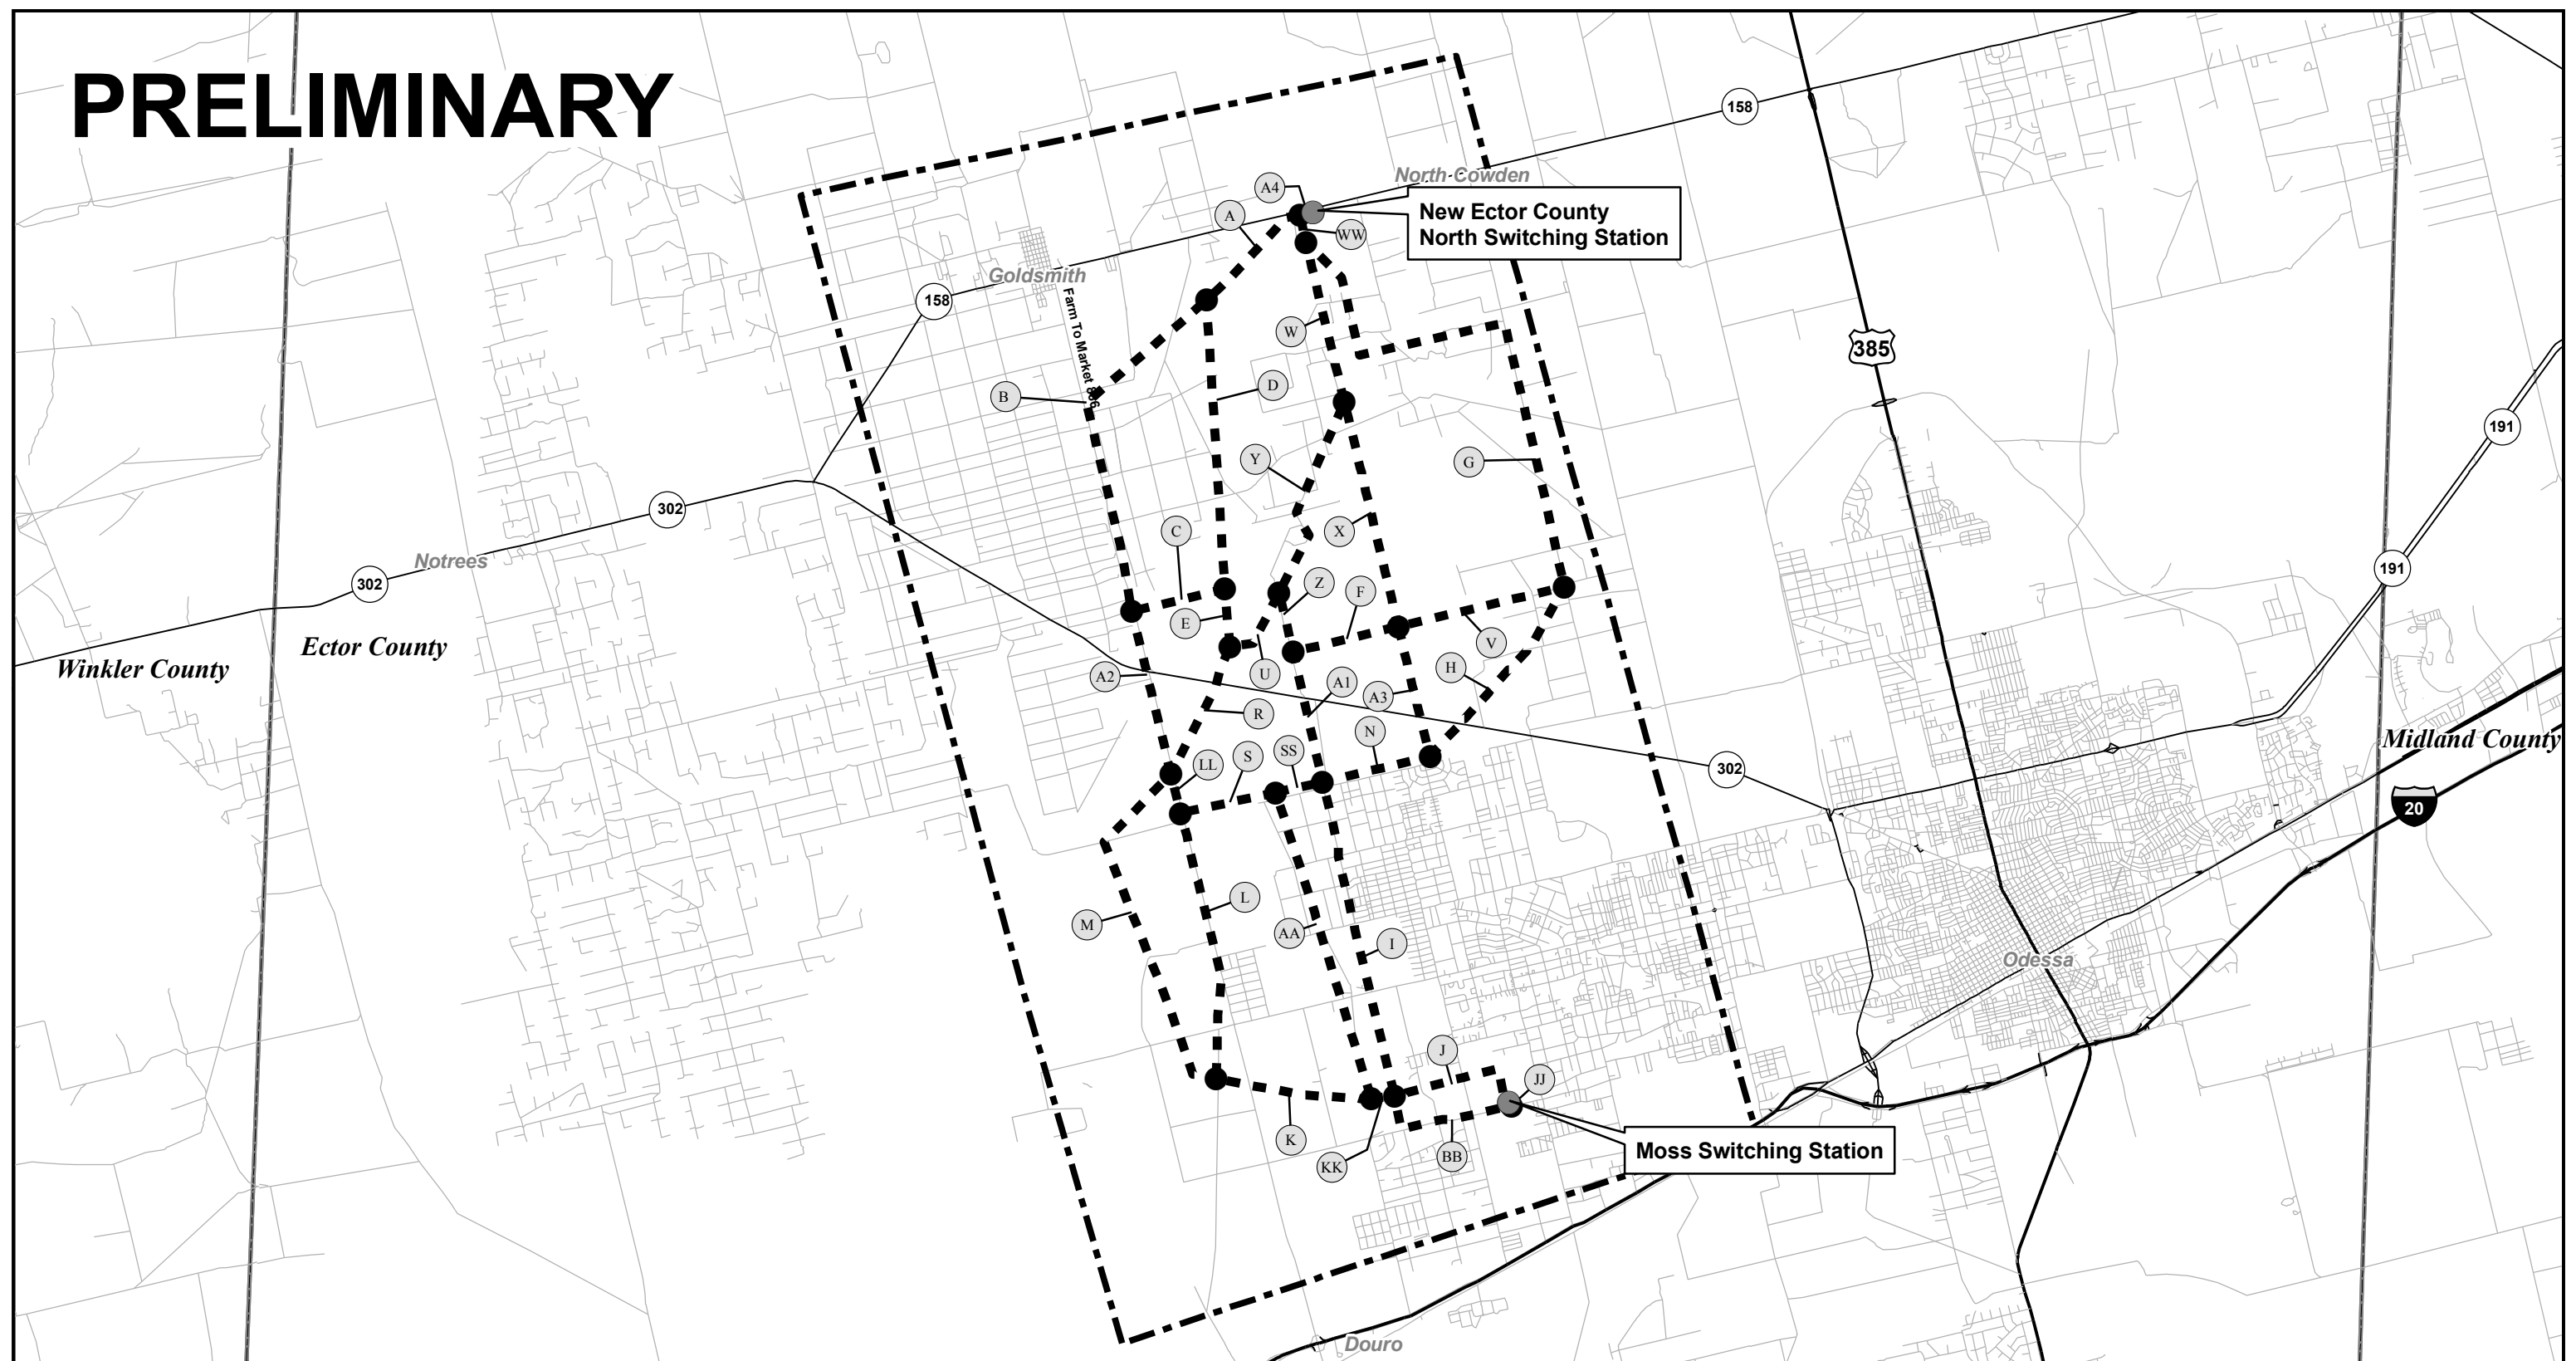 PRELIMINARY
158
North Cowden
A4
A
New Ector County
North Switching Station
WW
Goldsmith
158
Farm To Market 866
W
385
B
D
191
Y
G
302
C
X
Notrees
302
191
Z
F
E
V
Ector County
Winkler County
U
H
A2
A1
A3
R
N
Midland County
S
SS
LL
302
20
L
M
AA
I
Odessa
J
JJ
K
BB
KK
Moss Switching Station
Douro